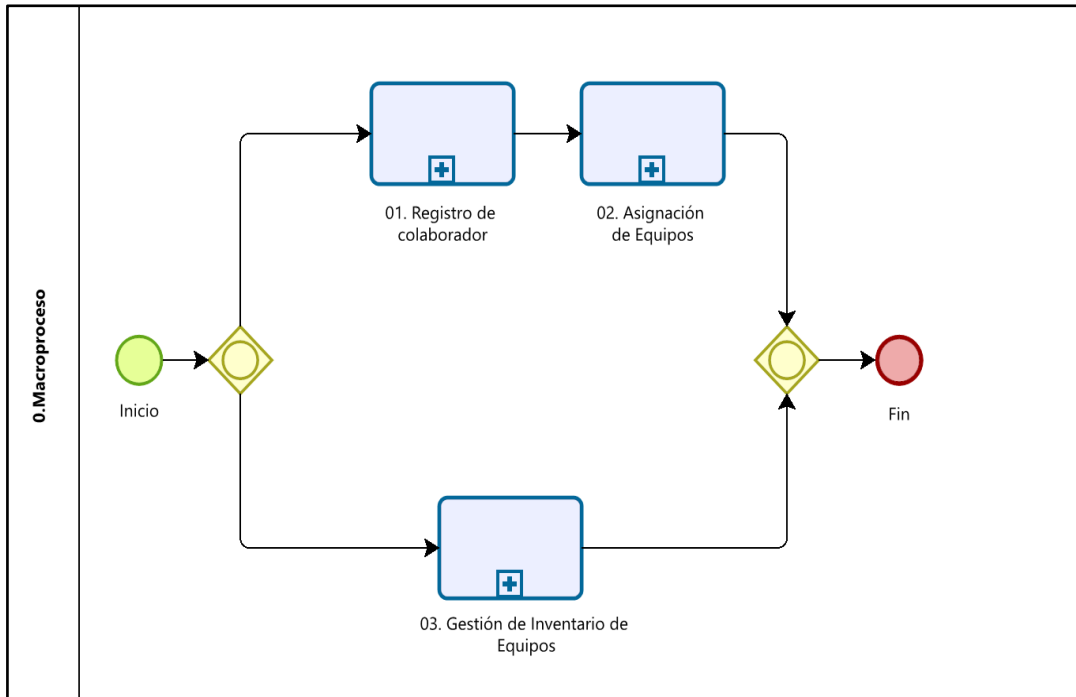 0.Macroproceso
01. Registro de
colaborador
02. Asignación
de Equipos
Inicio
Fin
03. Gestión de Inventario de
Equipos